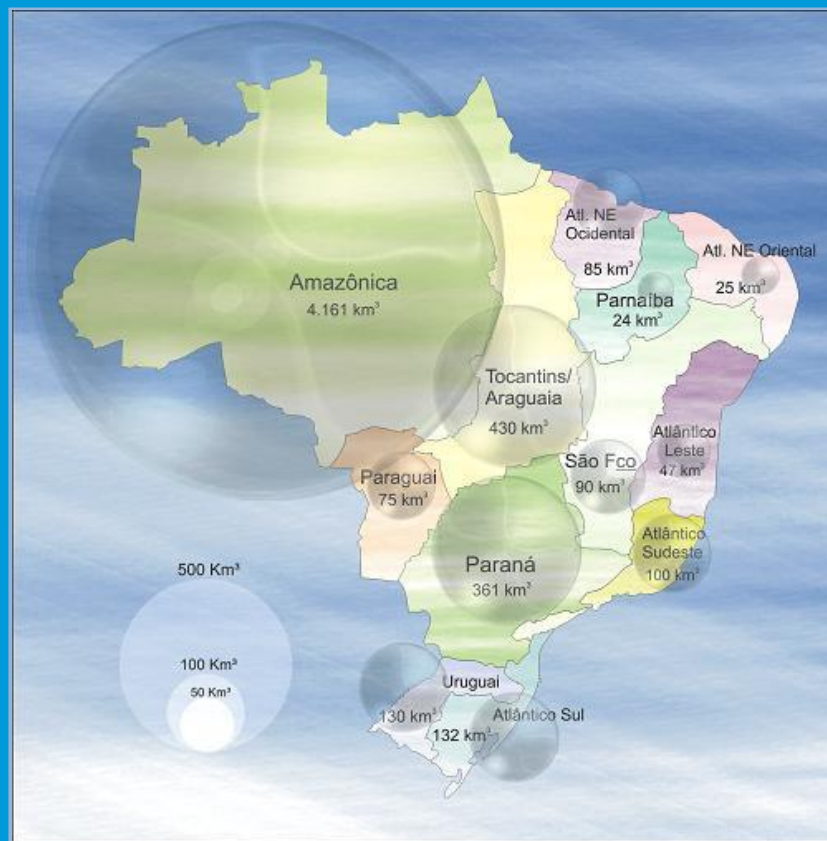 Atl. NE
Ocidental
85 km³
Atl. NE Oriental
25 km³
Parnaíba
24 km³
Amazônica
4.161 km³
Tocantins/
Araguaia
430 km³
Atlântico
Leste
47 km³
São Fco
90 km³
Paraguai
75 km³
Atlântico
Sudeste
100 km³
Paraná
361 km³
500 Km³
100 Km³
50 Km³
Uruguai
130 km³
Atlântico Sul
132 km³